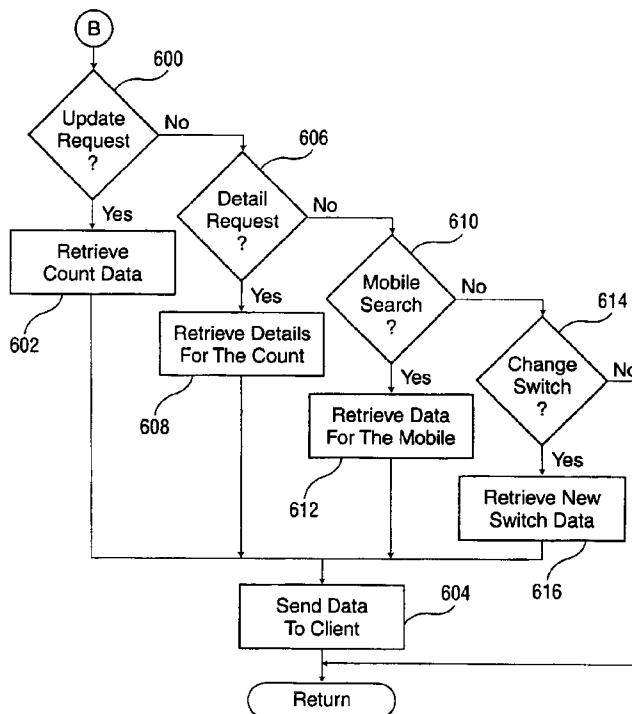 B
600
Update
Request
?
No
Yes
606
Detail
Request
?
No
Yes
610
Mobile
Search
?
No
Yes
614
Change
Switch
?
No
Yes
Retrieve
Count Data
602
Retrieve Details
For The Count
608
Retrieve Data
For The Mobile
612
Retrieve New
Switch Data
616
Send Data
To Client
604
Return